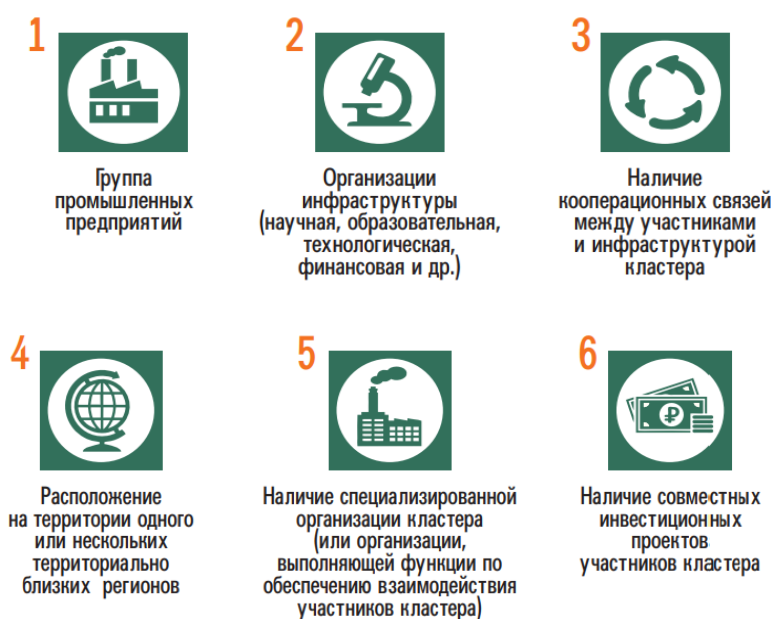 1
Группа
промышленных
предприятий
2
Организации
инфраструктуры
(научная, образовательная,
технологическая,
финансовая и др.)
3
Наличие
кооперационных связей
между участниками
и инфраструктурой
кластера
4
Расположение
на территории одного
или нескольких
территориально
близких регионов
5
Наличие специализированной
организации кластера
(или организации,
выполняющей функции по
обеспечению взаимодействия
участников кластера)
6
₽
Наличие совместных
инвестиционных
проектов
участников кластера